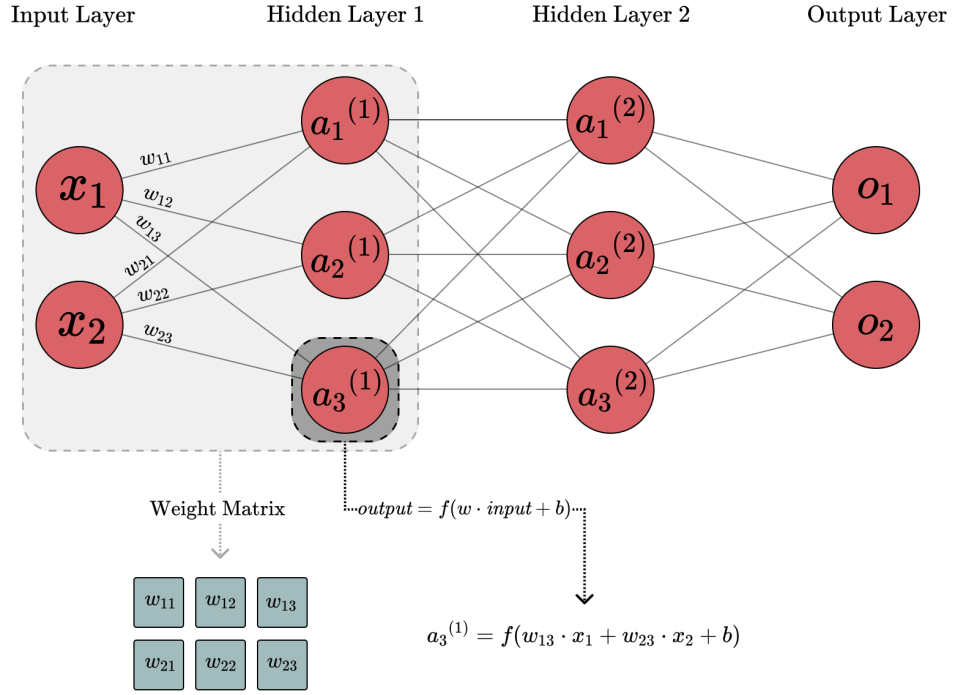 Input Layer
Hidden Layer 1
Hidden Layer 2
Output Layer
x₁
x₂
w₁₁
w₁₂
w₁₃
w₂₁
w₂₂
w₂₃
a₁⁽¹⁾
a₂⁽¹⁾
a₃⁽¹⁾
a₁⁽²⁾
a₂⁽²⁾
a₃⁽²⁾
o₁
o₂
Weight Matrix
output = f(w · input + b)
w₁₁ w₁₂ w₁₃
w₂₁ w₂₂ w₂₃
a₃⁽¹⁾ = f(w₁₃ · x₁ + w₂₃ · x₂ + b)